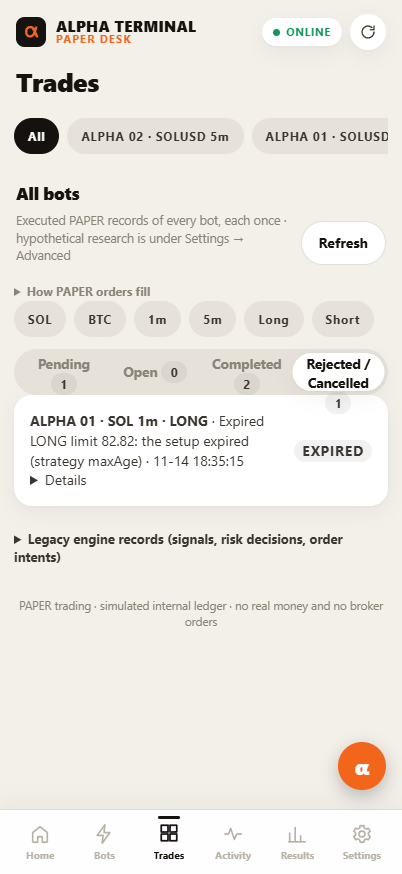 α ALPHA TERMINAL
PAPER DESK
ONLINE
Trades
All
ALPHA 02 · SOLUSD 5m
ALPHA 01 · SOLUSD
All bots
Executed PAPER records of every bot, each once ·
hypothetical research is under Settings →
Advanced
Refresh
How PAPER orders fill
SOL
BTC
1m
5m
Long
Short
Pending
1
Open 0
Completed
2
Rejected /
Cancelled
1
ALPHA 01 · SOL 1m · LONG · Expired
LONG limit 82.82: the setup expired
(strategy maxAge) · 11-14 18:35:15
Details
EXPIRED
Legacy engine records (signals, risk decisions, order
intents)
PAPER trading · simulated internal ledger · no real money and no broker
orders
α
Home
Bots
Trades
Activity
Results
Settings